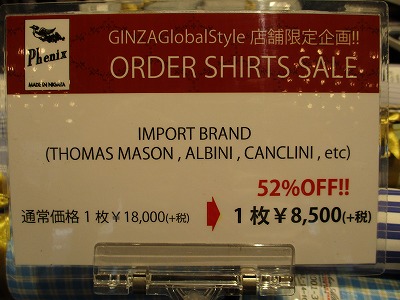 Phenix
MADE IN NIGATA
GINZAGlobalStyle 店舗限定企画!!
ORDER SHIRTS SALE
IMPORT BRAND
(THOMAS MASON , ALBINI , CANCLINI , etc)
52%OFF!!
通常価格1枚￥18,000(+税) 1枚￥8,500(+税)